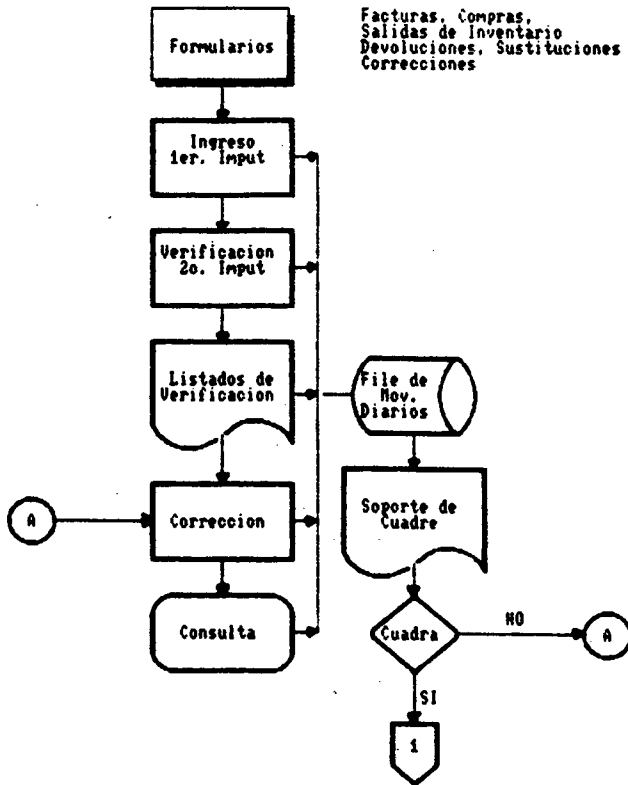 Facturas, Compras,
Salidas de Inventario
Devoluciones, Sustituciones
Correcciones
Formularios
Ingreso
1er. Imput
Verificacion
2o. Imput
Listados de
Verificacion
File de
Mov.
Diarios
A
Correccion
Soporte de
Cuadre
Consulta
Cuadra
NO
A
SI
1